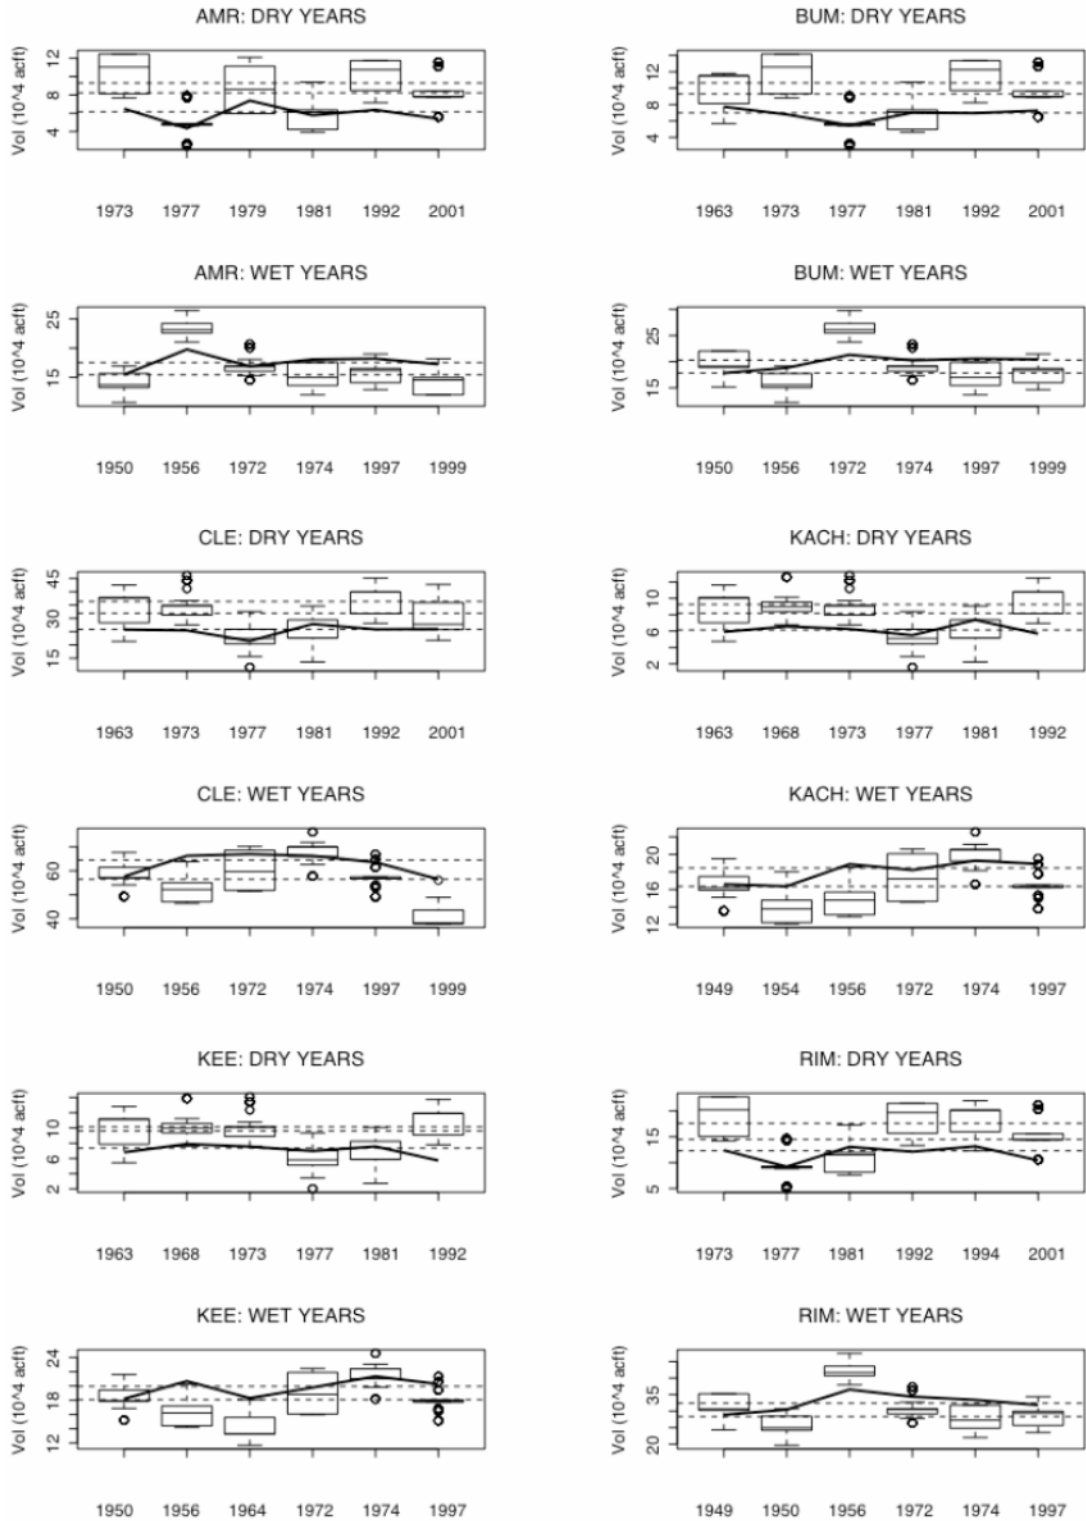 AMR: DRY YEARS
Vol (10^4 acft)
12
8
4
1973 1977 1979 1981 1992 2001
BUM: DRY YEARS
Vol (10^4 acft)
12
8
4
1963 1973 1977 1981 1992 2001
AMR: WET YEARS
Vol (10^4 acft)
25
15
1950 1956 1972 1974 1997 1999
BUM: WET YEARS
Vol (10^4 acft)
25
15
1950 1956 1972 1974 1997 1999
CLE: DRY YEARS
Vol (10^4 acft)
45
30
15
1963 1973 1977 1981 1992 2001
KACH: DRY YEARS
Vol (10^4 acft)
10
6
2
1963 1968 1973 1977 1981 1992
CLE: WET YEARS
Vol (10^4 acft)
60
40
1950 1956 1972 1974 1997 1999
KACH: WET YEARS
Vol (10^4 acft)
20
16
12
1949 1954 1956 1972 1974 1997
KEE: DRY YEARS
Vol (10^4 acft)
10
6
2
1963 1968 1973 1977 1981 1992
RIM: DRY YEARS
Vol (10^4 acft)
15
5
1973 1977 1981 1992 1994 2001
KEE: WET YEARS
Vol (10^4 acft)
24
18
12
1950 1956 1964 1972 1974 1997
RIM: WET YEARS
Vol (10^4 acft)
35
20
1949 1950 1956 1972 1974 1997